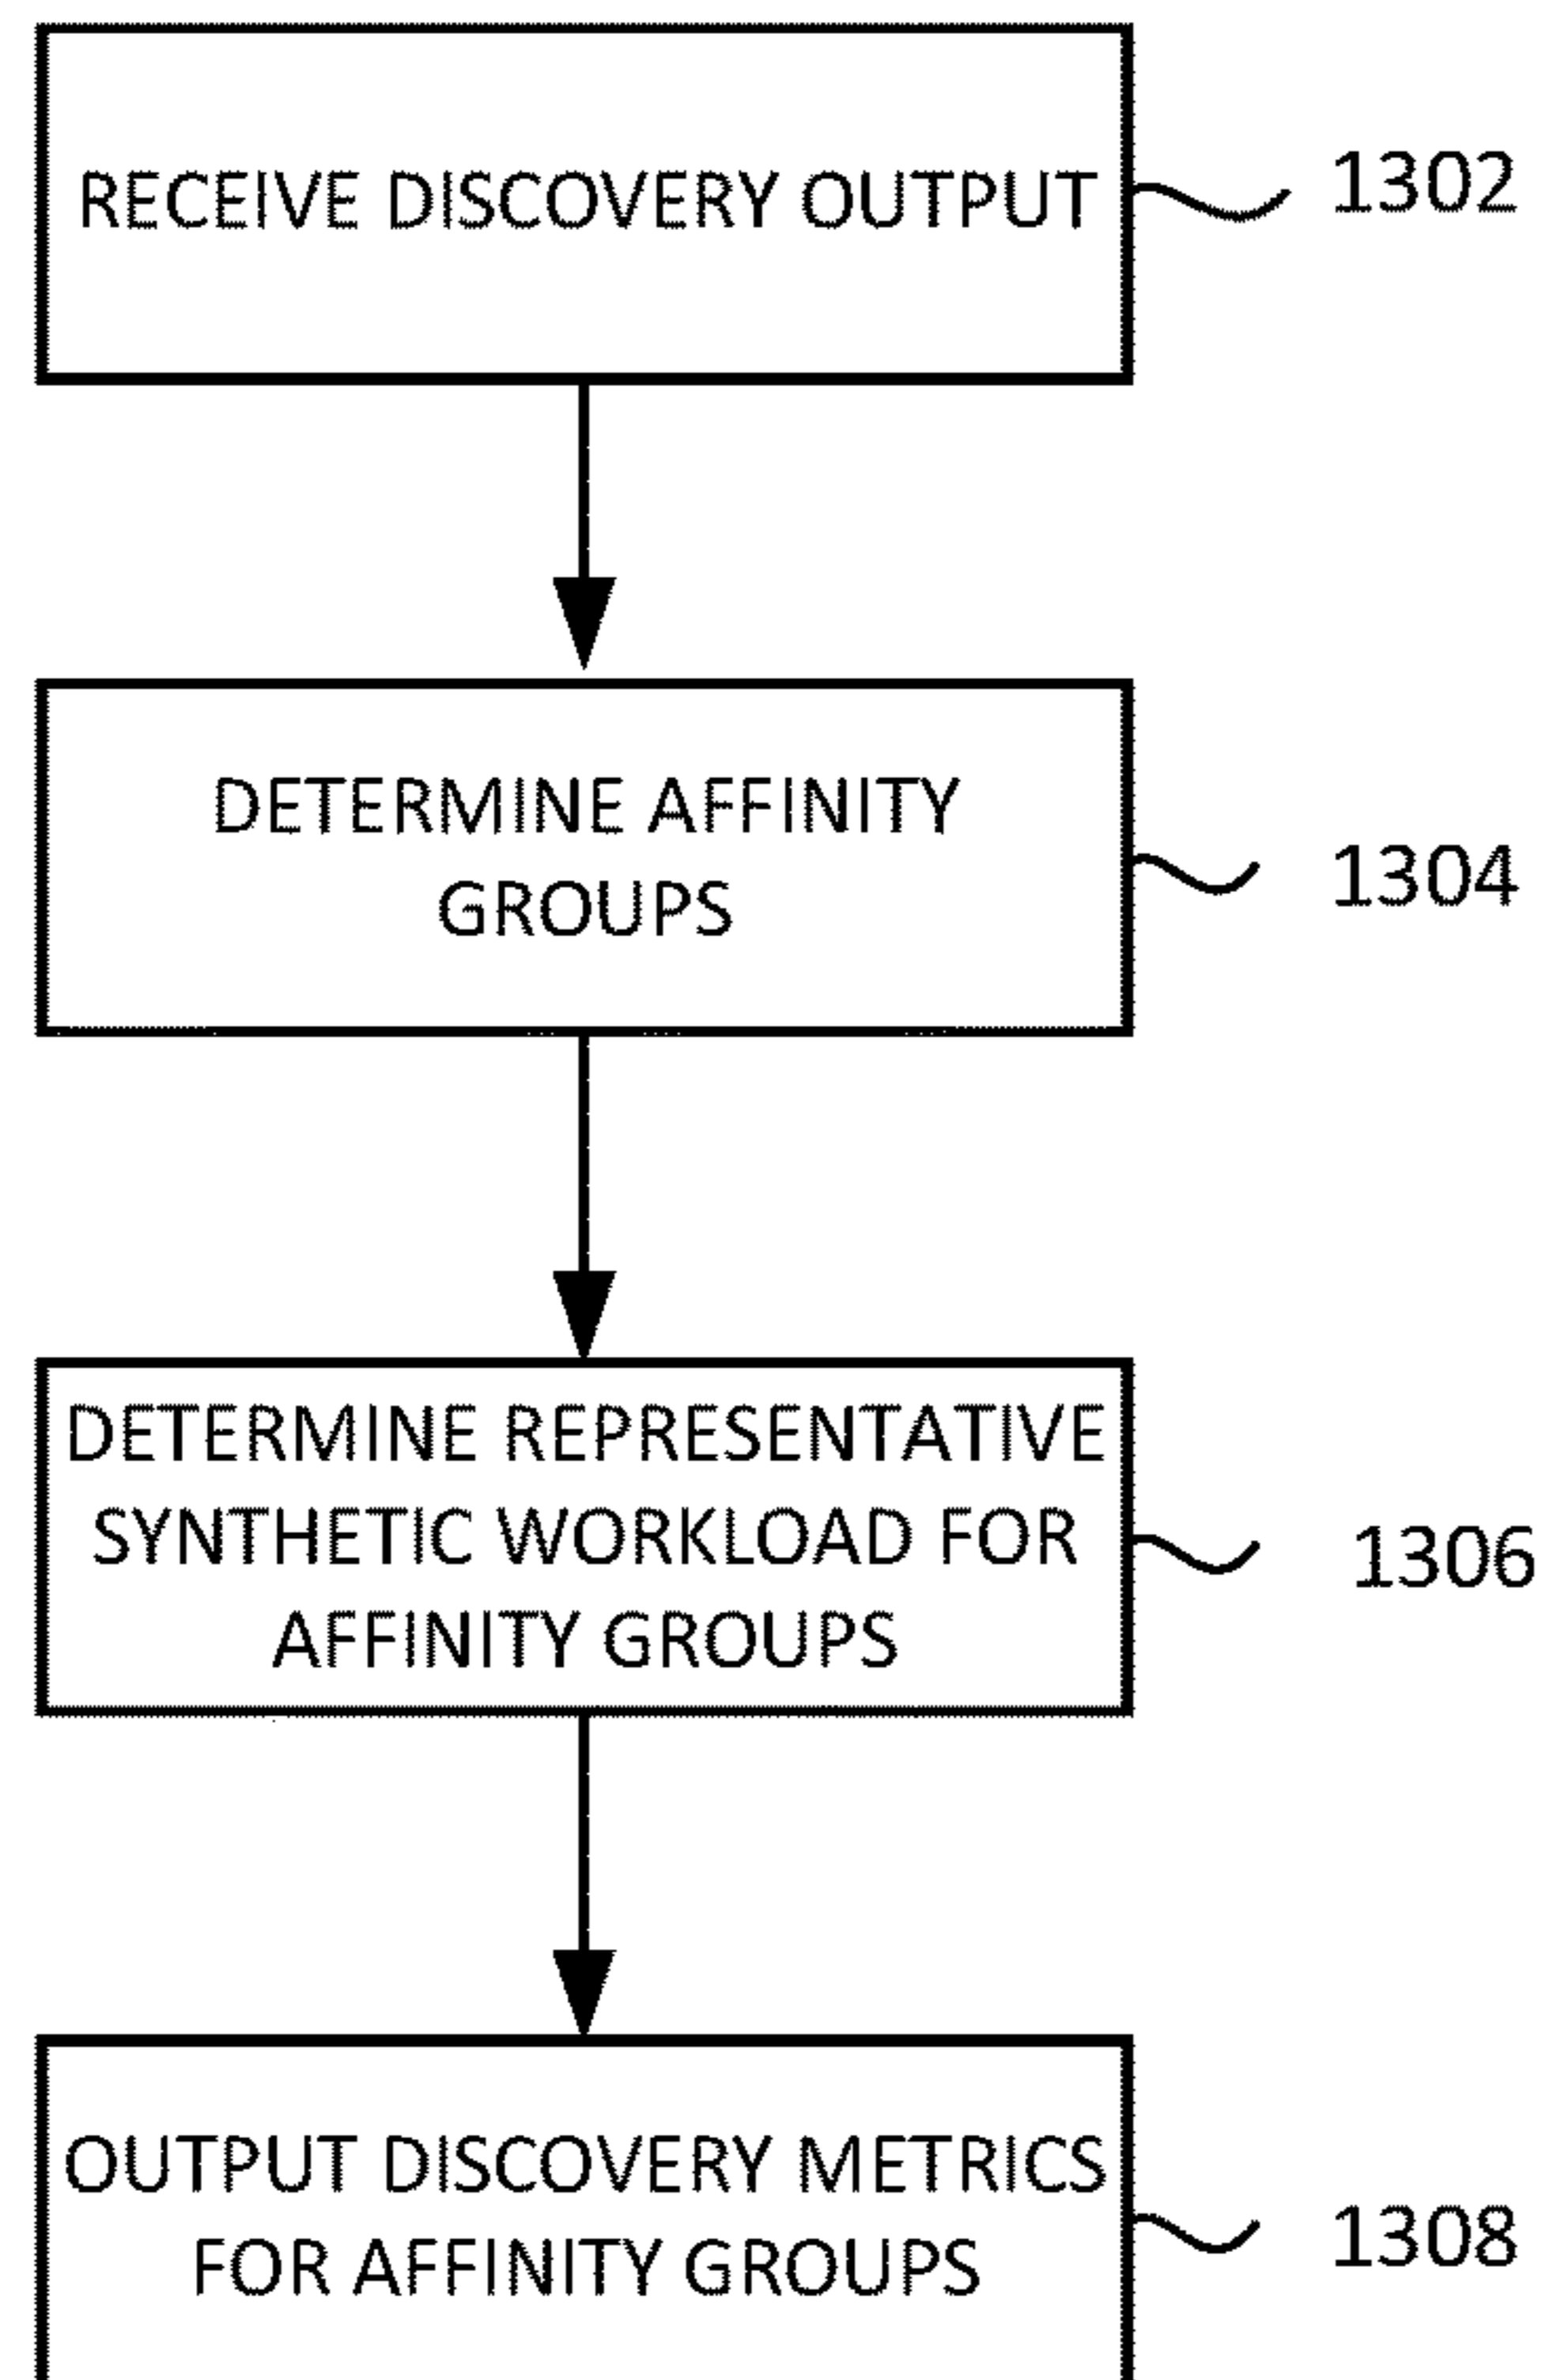 RECEIVE DISCOVERY OUTPUT
1302
DETERMINE AFFINITY
GROUPS
1304
DETERMINE REPRESENTATIVE
SYNTHETIC WORKLOAD FOR
AFFINITY GROUPS
1306
OUTPUT DISCOVERY METRICS
FOR AFFINITY GROUPS
1308